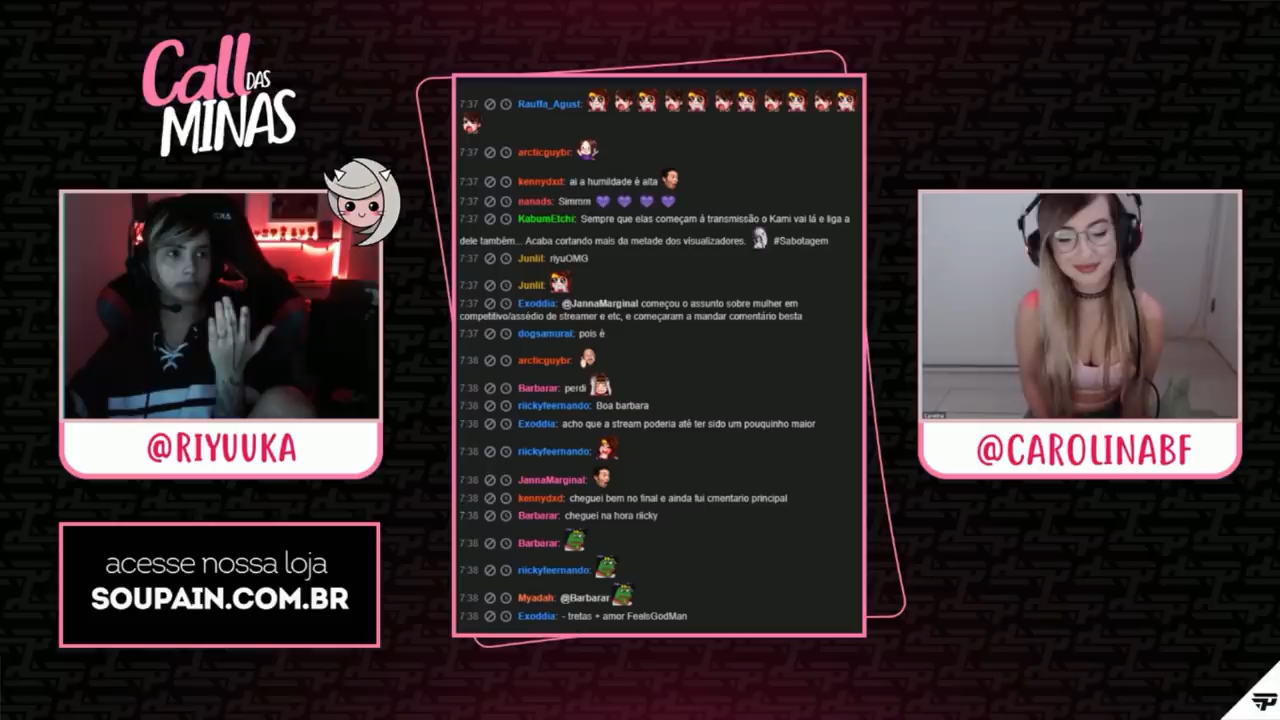 Call DAS
MINAS
7:37 Rauffa_Agust:
7:37 arcticguybr:
7:37 kennydxd: ai a humildade é alta
7:37 nanads: Simmm
7:37 KabumEtchi: Sempre que elas começam á transmissão o Kami vai lá e liga a
dele também... Acaba cortando mais da metade dos visualizadores. #Sabotagem
7:37 Junlit: riyuOMG
7:37 Junlit:
7:37 Exoddia: @JannaMarginal começou o assunto sobre mulher em
competitivo/assédio de streamer e etc, e começaram a mandar comentário besta
7:37 dogsamurai: pois é
7:38 arcticguybr:
7:38 Barbarar: perdi
7:38 riickyfeernando: Boa barbara
7:38 Exoddia: acho que a stream poderia até ter sido um pouquinho maior
7:38 riickyfeernando:
7:38 JannaMarginal:
7:38 kennydxd: cheguei bem no final e ainda fui cmentario principal
7:38 Barbarar: cheguei na hora riicky
7:38 Barbarar:
7:38 riickyfeernando:
7:38 Myadah: @Barbarar
7:38 Exoddia: - tretas + amor FeelsGodMan
@RIYUUKA
@CAROLINABF
acesse nossa loja
SOUPAIN.COM.BR